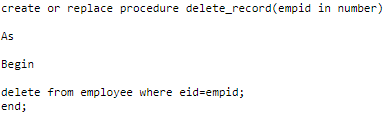 create or replace procedure delete_record(empid in number)
As
Begin
delete from employee where eid=empid;
end;